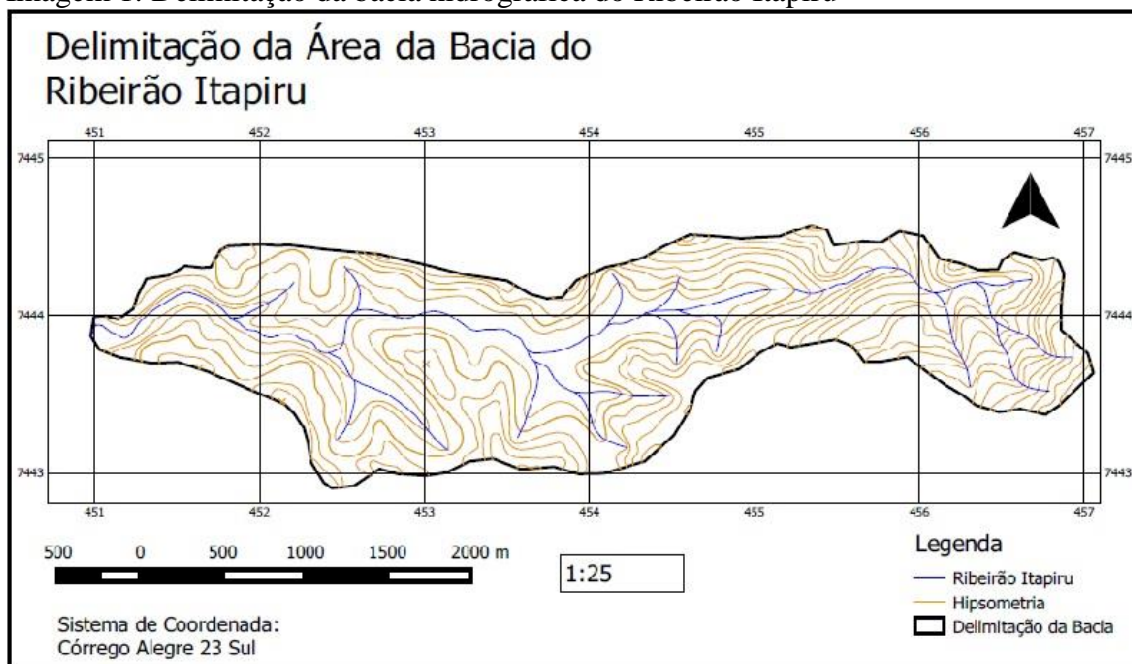 Imagem 1: Delimitação da bacia hidrográfica do Ribeirão Itapiru
Delimitação da Área da Bacia do
Ribeirão Itapiru
451 452 453 454 455 456 457
7445 7445
7444 7444
7443 7443
451 452 453 454 455 456 457
500 0 500 1000 1500 2000 m
1:25
Legenda
Ribeirão Itapiru
Hipsometria
Delimitação da Bacia
Sistema de Coordenada:
Córrego Alegre 23 Sul